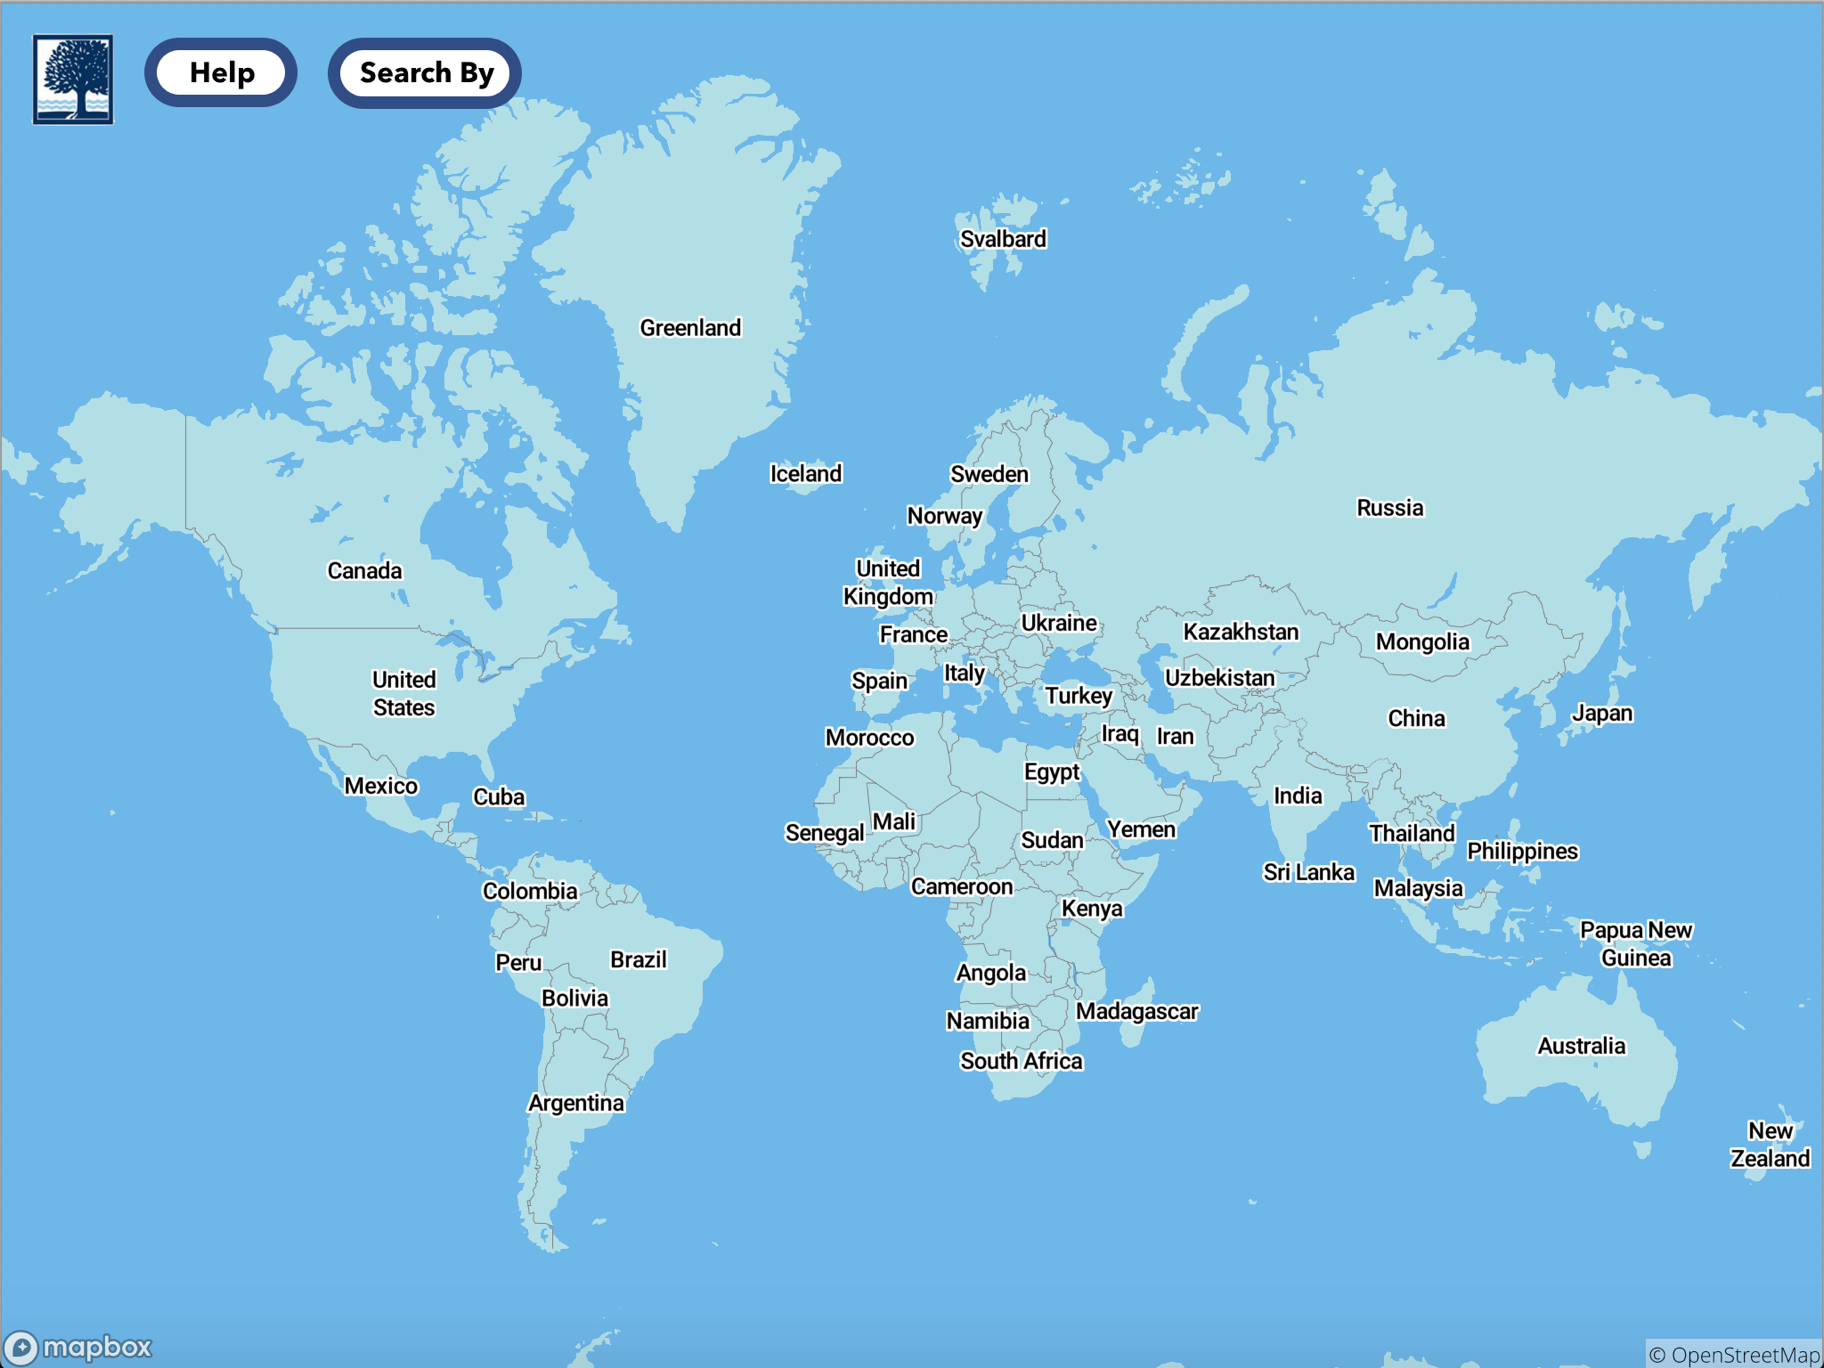 Help
Search By
Svalbard
Greenland
Iceland
Sweden
Norway
Russia
Canada
United
Kingdom
Ukraine
France
Kazakhstan
Mongolia
United
States
Spain
Italy
Turkey
Uzbekistan
China
Japan
Morocco
Iraq
Iran
Mexico
Cuba
Egypt
India
Senegal
Mali
Sudan
Yemen
Thailand
Philippines
Sri Lanka
Colombia
Cameroon
Malaysia
Kenya
Papua New
Guinea
Peru
Brazil
Angola
Bolivia
Namibia
Madagascar
South Africa
Australia
Argentina
New
Zealand
mapbox
© OpenStreetMap